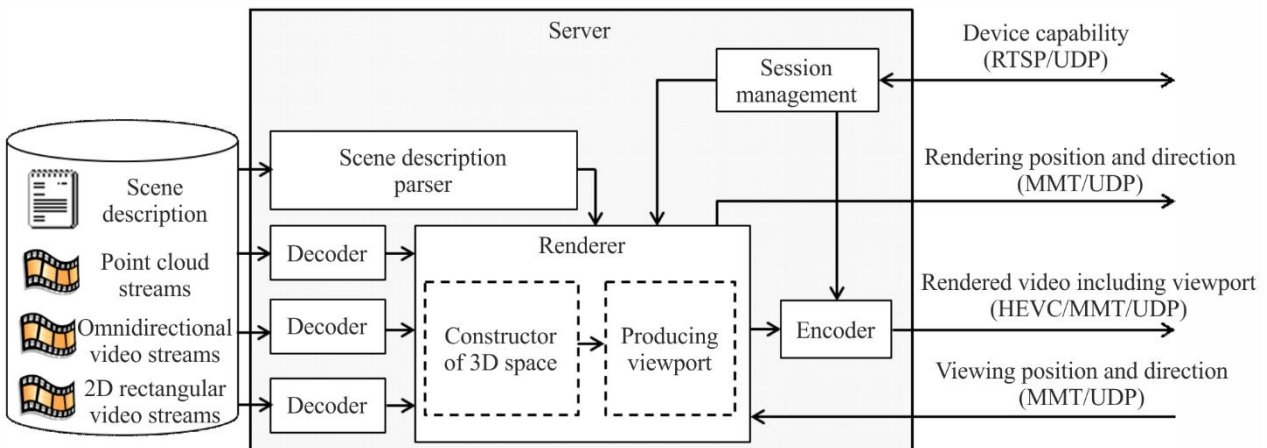 Server
Session
management
Device capability
(RTSP/UDP)
Scene
description
Scene description
parser
Rendering position and direction
(MMT/UDP)
Point cloud
streams
Decoder
Renderer
Omnidirectional
video streams
Decoder
Constructor
of 3D space
Producing
viewport
Encoder
Rendered video including viewport
(HEVC/MMT/UDP)
2D rectangular
video streams
Decoder
Viewing position and direction
(MMT/UDP)